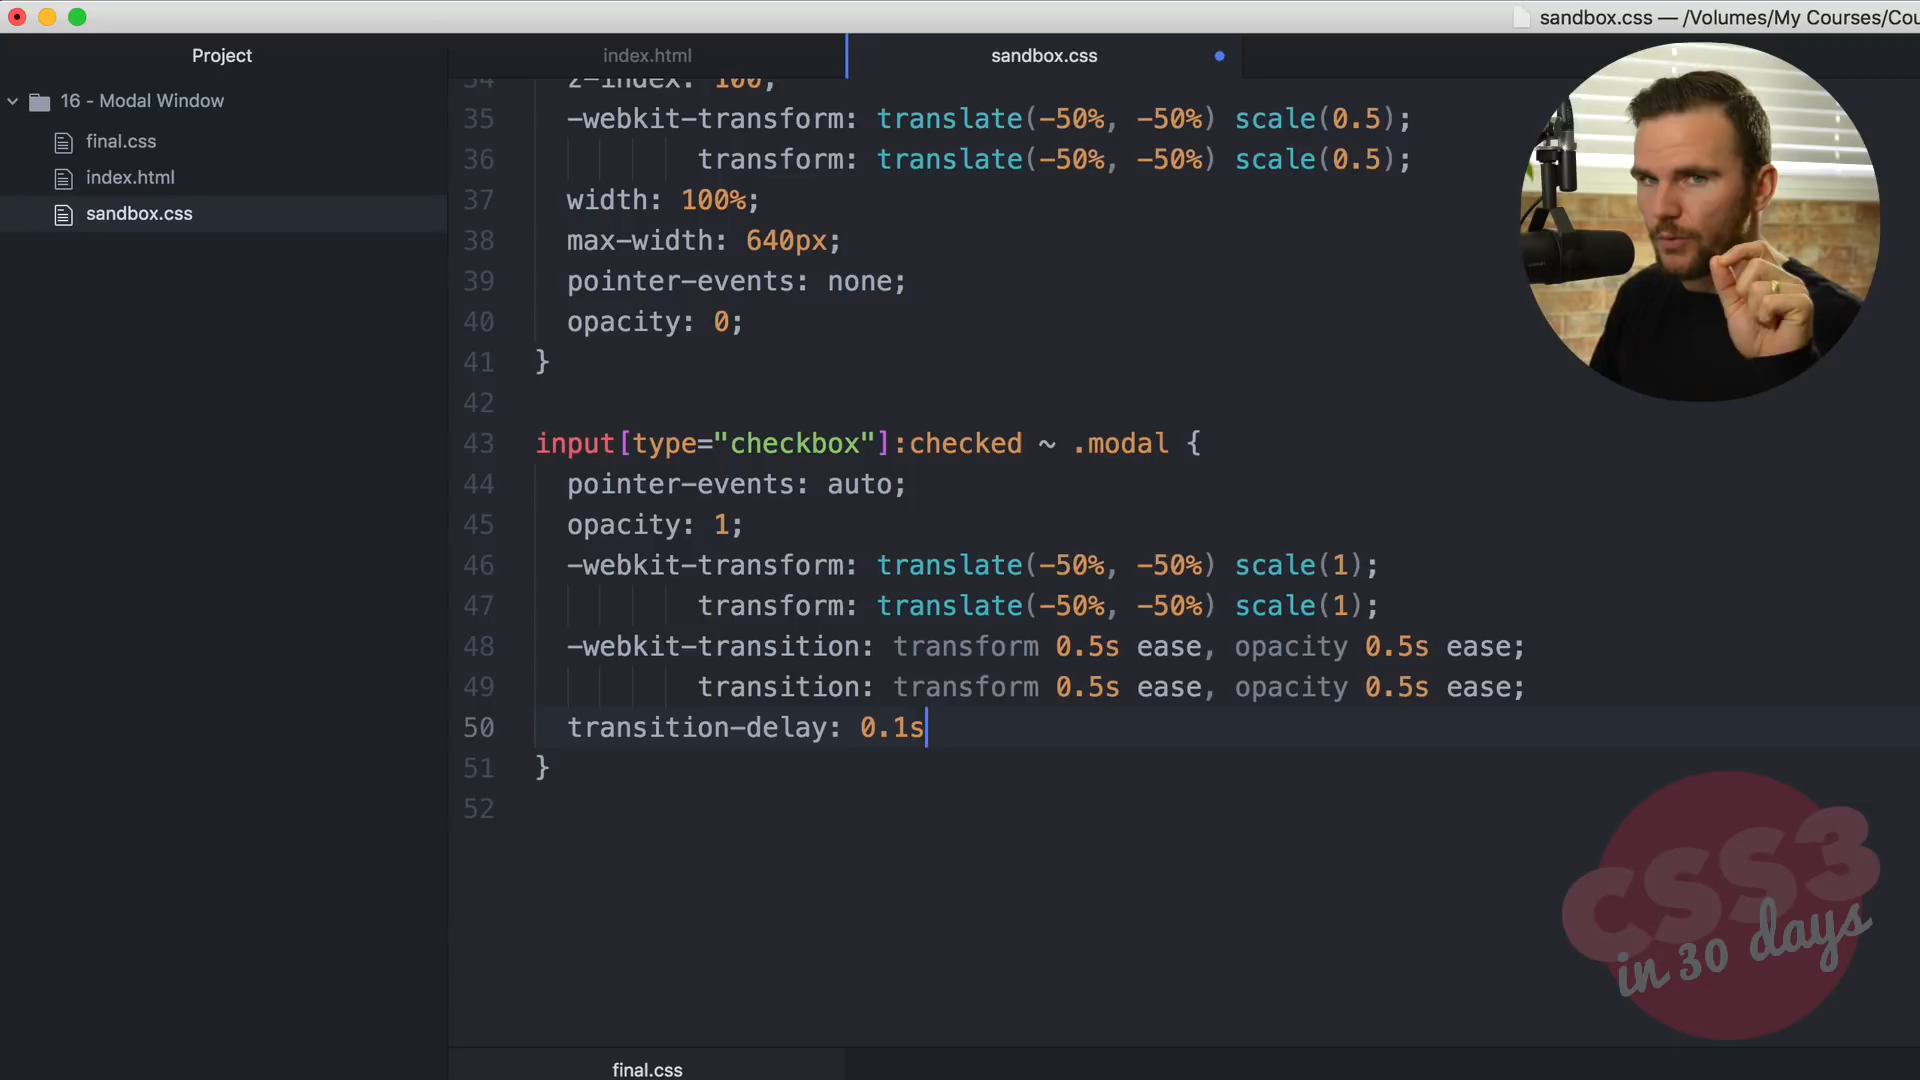 sandbox.css — /Volumes/My Courses/Cou
Project
index.html
sandbox.css
16 - Modal Window
final.css
index.html
sandbox.css
34 z-index: 100;
35 -webkit-transform: translate(-50%, -50%) scale(0.5);
36 transform: translate(-50%, -50%) scale(0.5);
37 width: 100%;
38 max-width: 640px;
39 pointer-events: none;
40 opacity: 0;
41 }
42
43 input[type="checkbox"]:checked ~ .modal {
44 pointer-events: auto;
45 opacity: 1;
46 -webkit-transform: translate(-50%, -50%) scale(1);
47 transform: translate(-50%, -50%) scale(1);
48 -webkit-transition: transform 0.5s ease, opacity 0.5s ease;
49 transition: transform 0.5s ease, opacity 0.5s ease;
50 transition-delay: 0.1s
51 }
52
CSS3
in 30 days
final.css